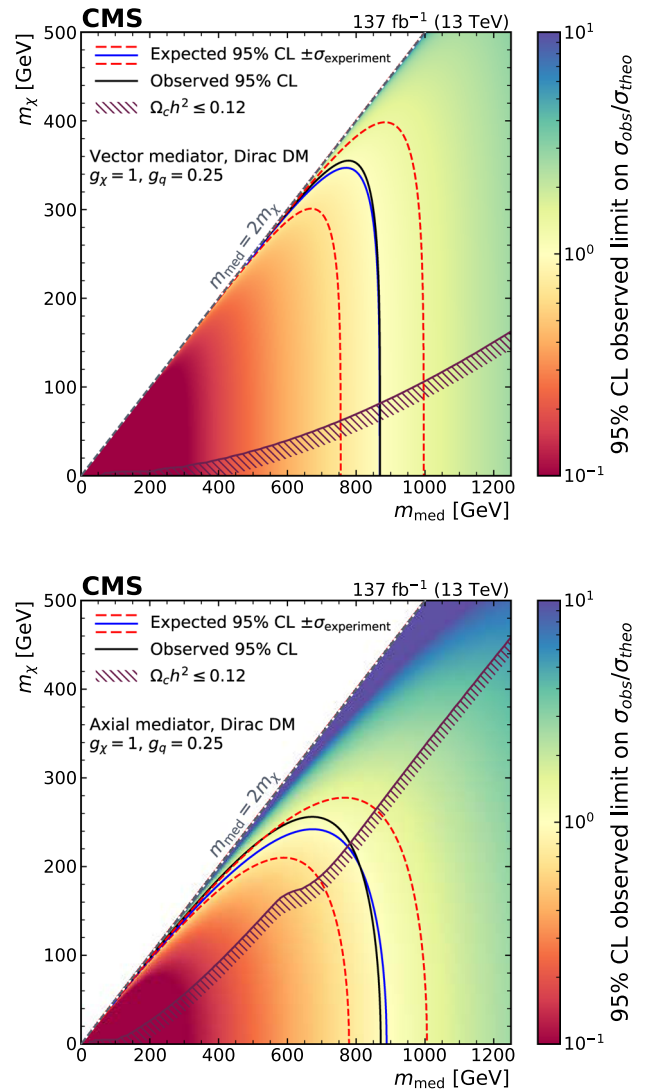 CMS
137 fb⁻¹ (13 TeV)
500
400
300
200
100
0
mχ [GeV]
Expected 95% CL ±σexperiment
Observed 95% CL
Ωch² ≤ 0.12
Vector mediator, Dirac DM
gχ = 1, gq = 0.25
mmed = 2mχ
0 200 400 600 800 1000 1200
mmed [GeV]
10¹
10⁰
10⁻¹
95% CL observed limit on σobs/σtheo
CMS
137 fb⁻¹ (13 TeV)
500
400
300
200
100
0
mχ [GeV]
Expected 95% CL ±σexperiment
Observed 95% CL
Ωch² ≤ 0.12
Axial mediator, Dirac DM
gχ = 1, gq = 0.25
mmed = 2mχ
0 200 400 600 800 1000 1200
mmed [GeV]
10¹
10⁰
10⁻¹
95% CL observed limit on σobs/σtheo